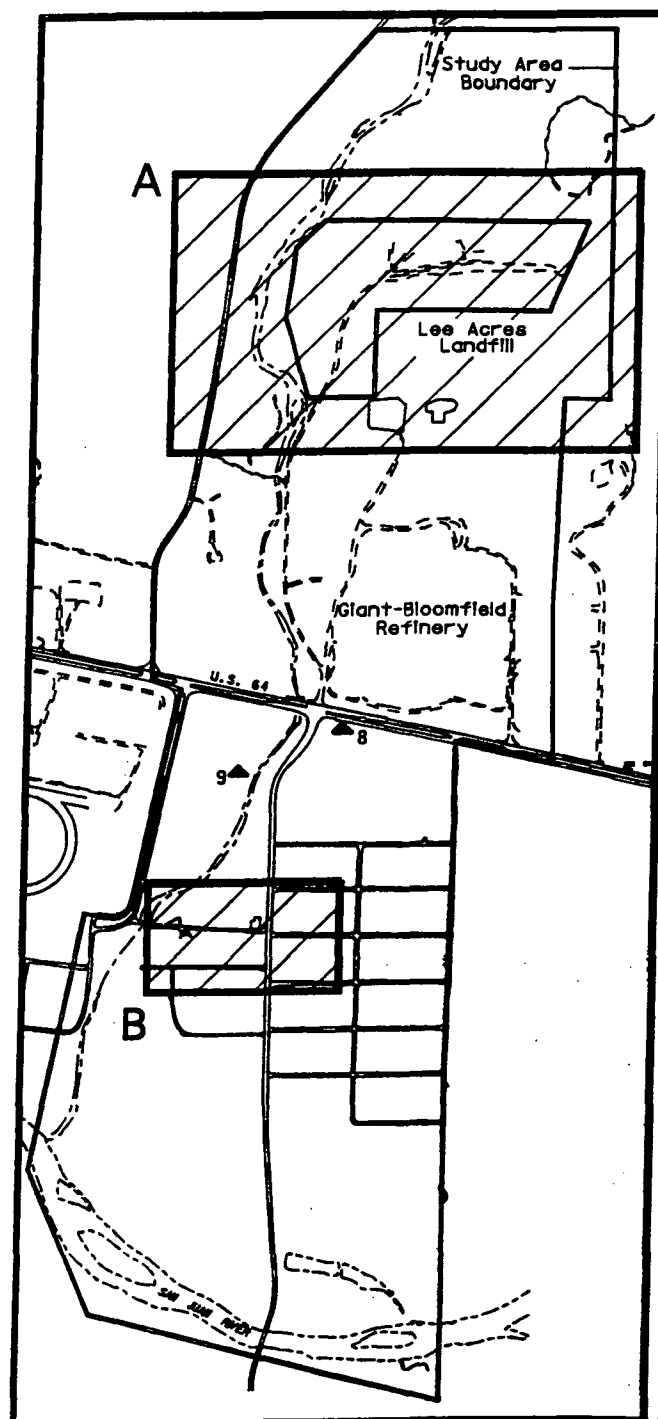 Study Area
Boundary
A
Lee Acres
Landfill
Giant-Bloomfield
Refinery
U.S. 64
8
9
B
SAN JUAN RIVER